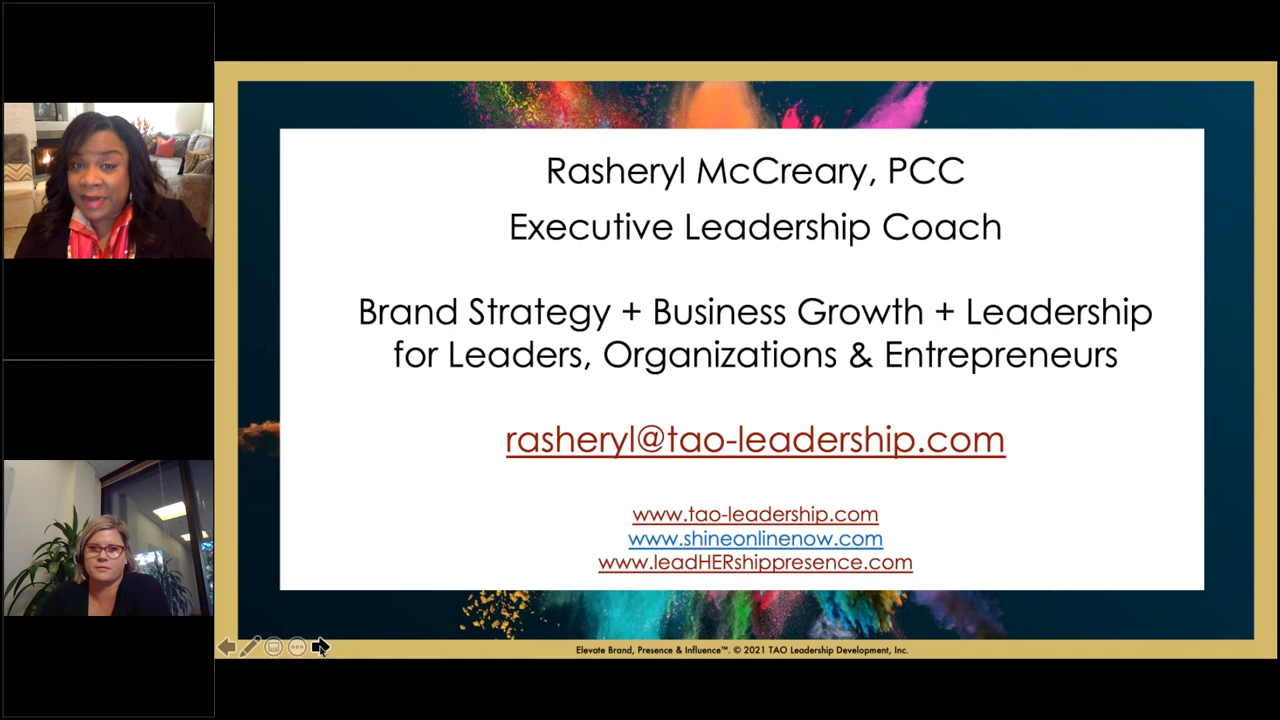 Rasheryl McCreary, PCC
Executive Leadership Coach
Brand Strategy + Business Growth + Leadership
for Leaders, Organizations & Entrepreneurs
rasheryl@tao-leadership.com
www.tao-leadership.com
www.shineonlinenow.com
www.leadHERshippresence.com
Elevate Brand, Presence & Influence™. © 2021 TAO Leadership Development, Inc.